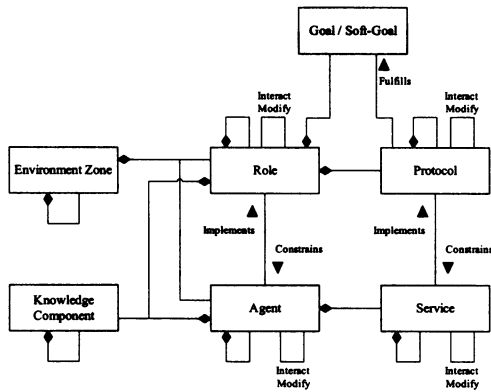 Goal / Soft-Goal
Fulfills
Interact
Modify
Interact
Modify
Environment Zone
Role
Protocol
Implements
Implements
Constrains
Constrains
Knowledge
Component
Agent
Service
Interact
Modify
Interact
Modify